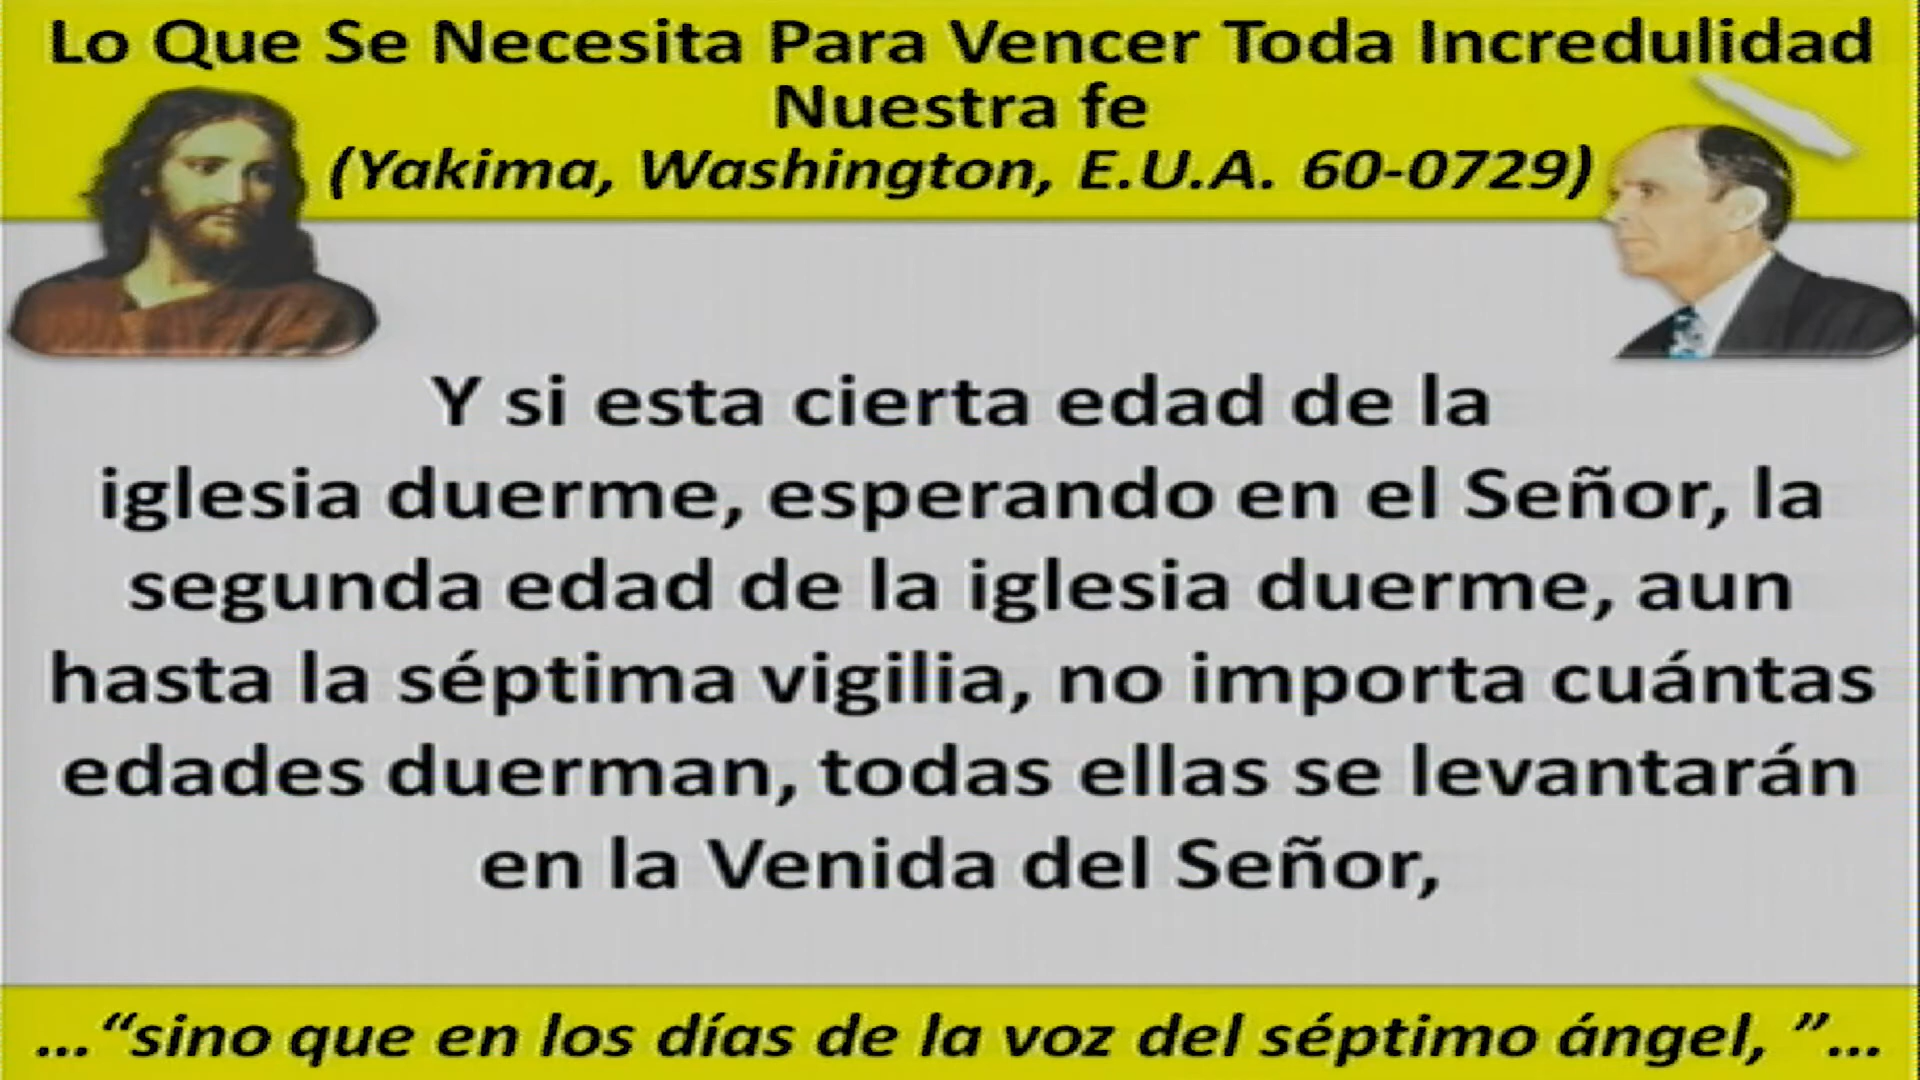 Lo Que Se Necesita Para Vencer Toda Incredulidad
Nuestra fe
(Yakima, Washington, E.U.A. 60-0729)
Y si esta cierta edad de la
iglesia duerme, esperando en el Señor, la
segunda edad de la iglesia duerme, aun
hasta la séptima vigilia, no importa cuántas
edades duerman, todas ellas se levantarán
en la Venida del Señor,
...“sino que en los días de la voz del séptimo ángel, ”...